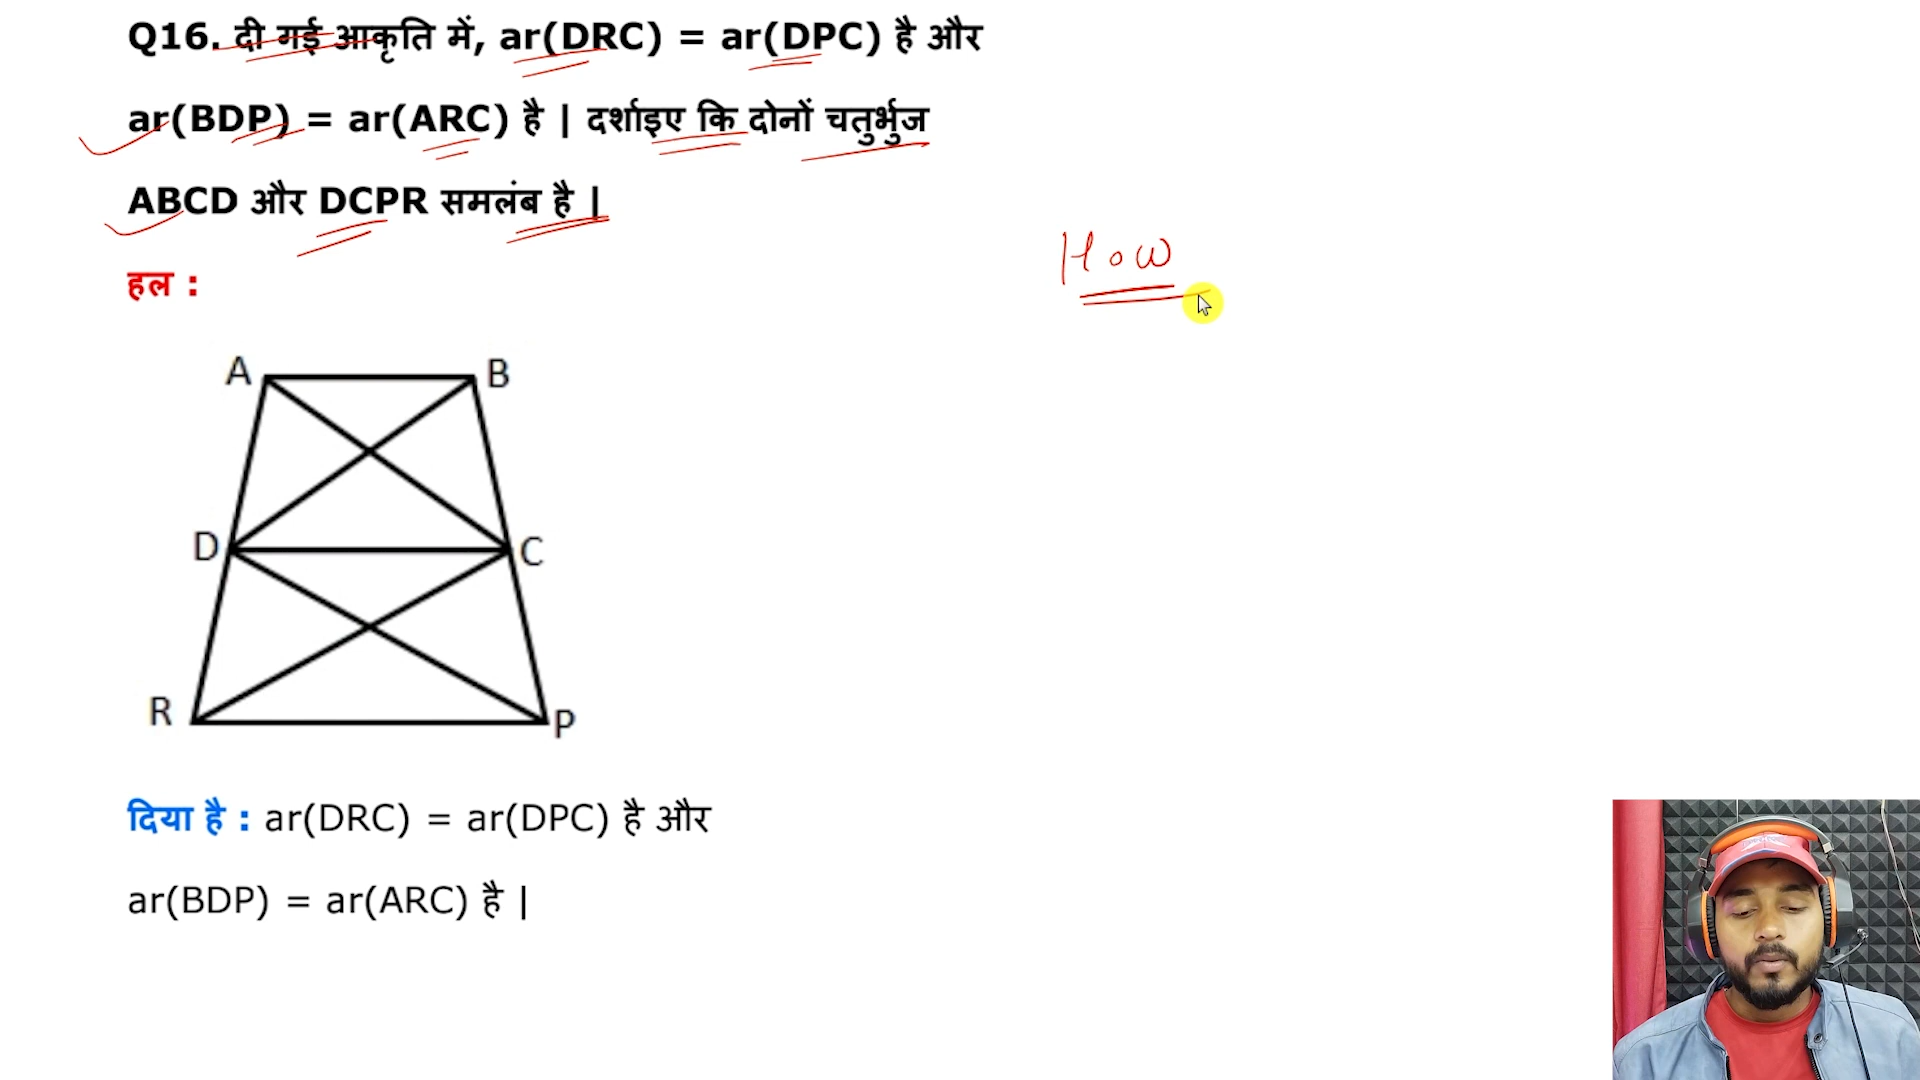 Q16. दी गई आकृति में, ar(DRC) = ar(DPC) है और
ar(BDP) = ar(ARC) है | दर्शाइए कि दोनों चतुर्भुज
ABCD और DCPR समलंब है |
How
हल :
A
B
D
C
R
P
दिया है : ar(DRC) = ar(DPC) है और
ar(BDP) = ar(ARC) है |